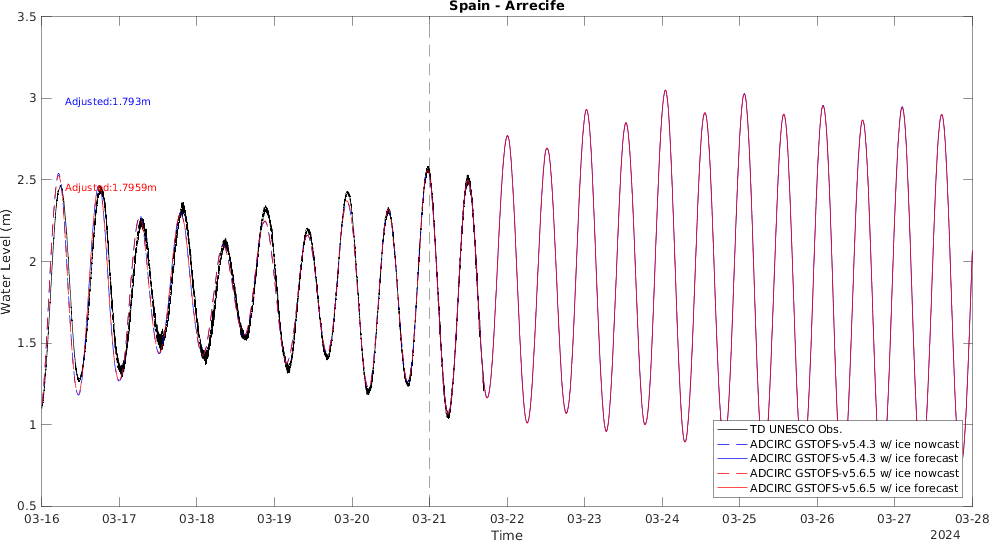 Spain - Arrecife
3.5
3
2.5
2
1.5
1
0.5
Water Level (m)
Adjusted:1.793m
Adjusted:1.7959m
TD UNESCO Obs.
ADCIRC GSTOFS-v5.4.3 w/ ice nowcast
ADCIRC GSTOFS-v5.4.3 w/ ice forecast
ADCIRC GSTOFS-v5.6.5 w/ ice nowcast
ADCIRC GSTOFS-v5.6.5 w/ ice forecast
03-16 03-17 03-18 03-19 03-20 03-21 03-22 03-23 03-24 03-25 03-26 03-27 03-28
Time
2024